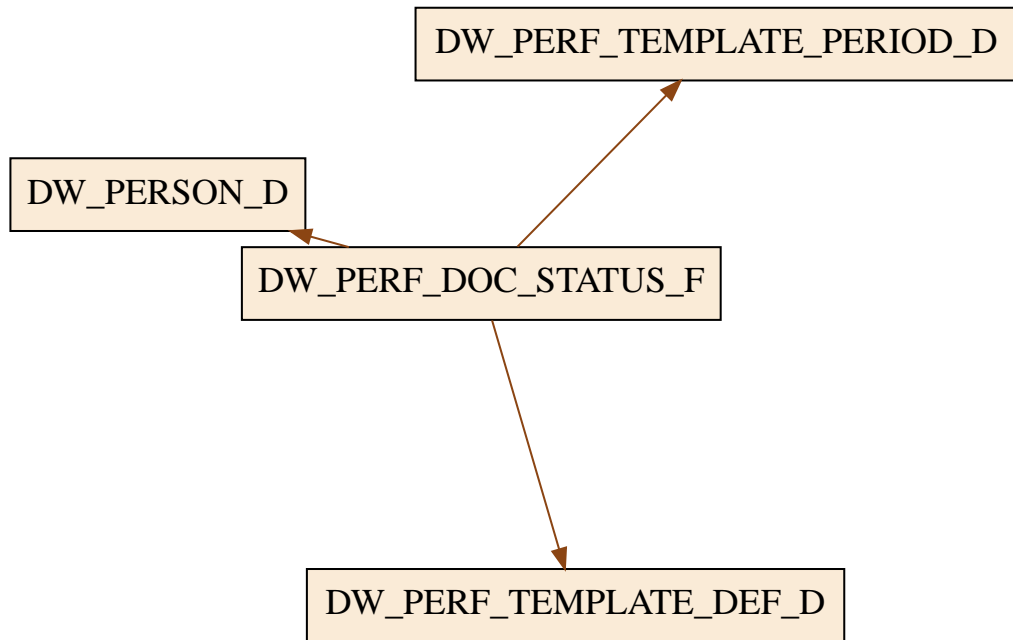 DW_PERF_TEMPLATE_PERIOD_D
DW_PERSON_D
DW_PERF_DOC_STATUS_F
DW_PERF_TEMPLATE_DEF_D